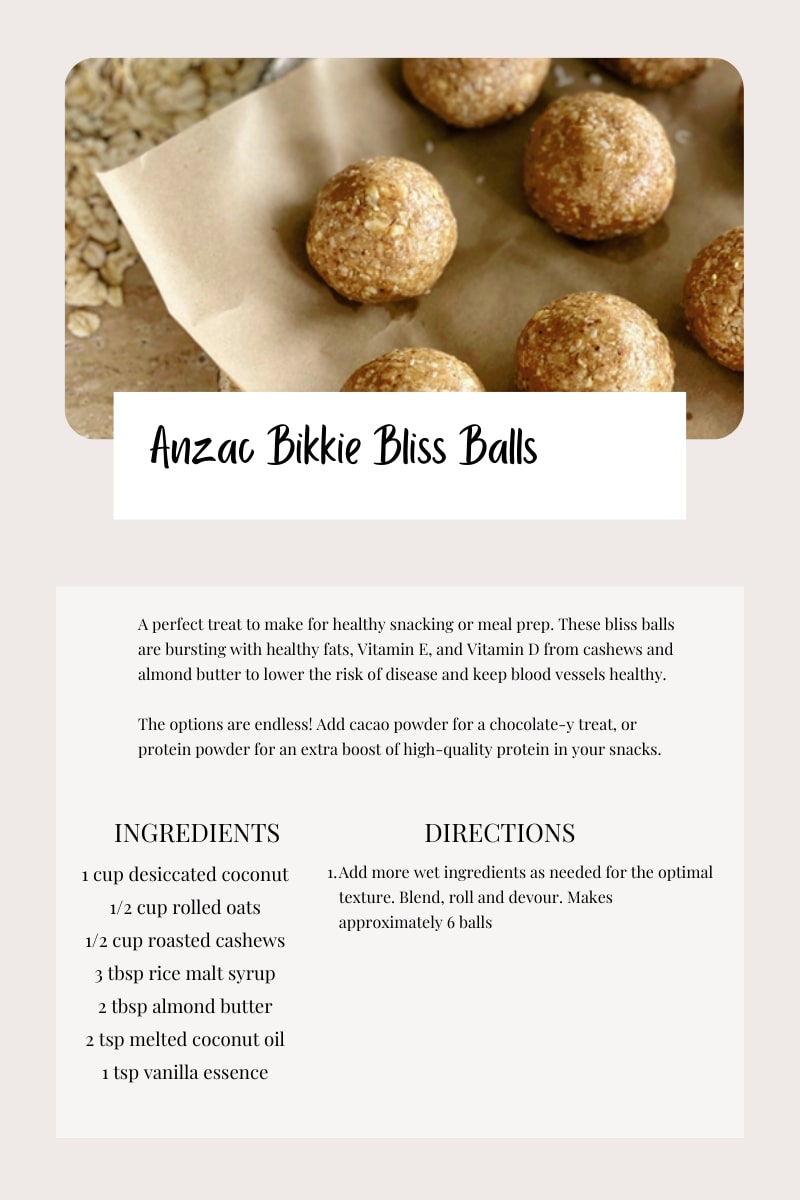 Anzac Bikkie Bliss Balls
A perfect treat to make for healthy snacking or meal prep. These bliss balls
are bursting with healthy fats, Vitamin E, and Vitamin D from cashews and
almond butter to lower the risk of disease and keep blood vessels healthy.
The options are endless! Add cacao powder for a chocolate-y treat, or
protein powder for an extra boost of high-quality protein in your snacks.
INGREDIENTS
1 cup desiccated coconut
1/2 cup rolled oats
1/2 cup roasted cashews
3 tbsp rice malt syrup
2 tbsp almond butter
2 tsp melted coconut oil
1 tsp vanilla essence
DIRECTIONS
1. Add more wet ingredients as needed for the optimal
texture. Blend, roll and devour. Makes
approximately 6 balls